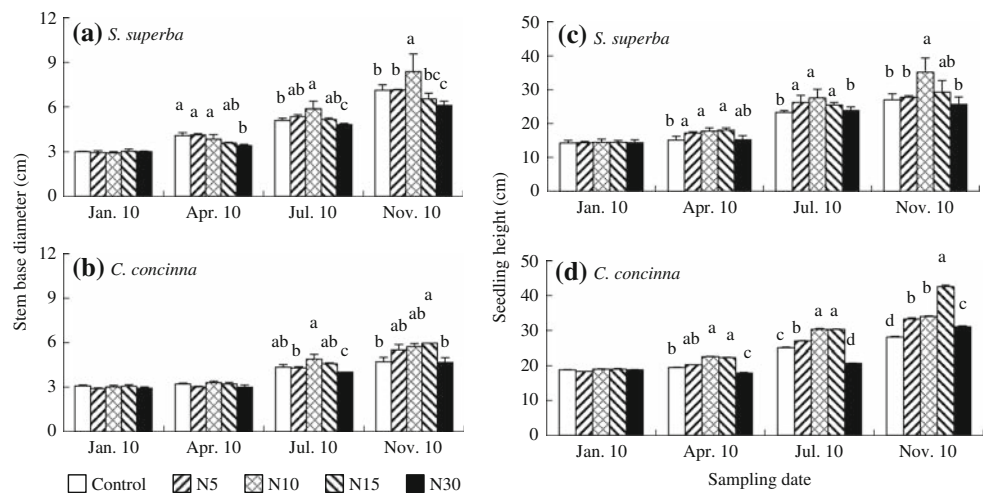 (a) S. superba
Stem base diameter (cm)
12
9
6
3
0
a a a ab b
b ab a ab c
b b a bc c
Jan. 10 Apr. 10 Jul. 10 Nov. 10
(b) C. concinna
12
9
6
3
0
ab b a ab c
b ab ab a b
Jan. 10 Apr. 10 Jul. 10 Nov. 10
Control N5 N10 N15 N30
(c) S. superba
Seedling height (cm)
50
40
30
20
10
0
b a a a ab
b a a a b
b b a ab b
Jan. 10 Apr. 10 Jul. 10 Nov. 10
(d) C. concinna
50
40
30
20
10
0
b ab a a c
c b a a d
d b b a c
Jan. 10 Apr. 10 Jul. 10 Nov. 10
Sampling date